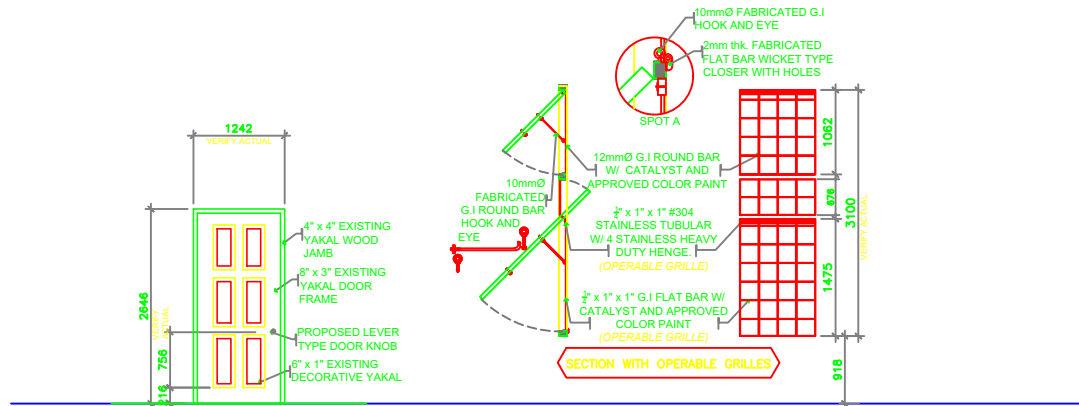 10mmØ FABRICATED G.I
HOOK AND EYE
2mm thk. FABRICATED
FLAT BAR WICKET TYPE
CLOSER WITH HOLES
SPOT A
1242
VERIFY ACTUAL
2646
VERIFY
ACTUAL
756
216
4" x 4" EXISTING
YAKAL WOOD
JAMB
8" x 3" EXISTING
YAKAL DOOR
FRAME
PROPOSED LEVER
TYPE DOOR KNOB
6" x 1" EXISTING
DECORATIVE YAKAL
10mmØ
FABRICATED
G.I ROUND BAR
HOOK AND
EYE
12mmØ G.I ROUND BAR
W/ CATALYST AND
APPROVED COLOR PAINT
x 1" x 1" #304
STAINLESS TUBULAR
W/ 4 STAINLESS HEAVY
DUTY HENGE.
(OPERABLE GRILLE)
x 1" x 1" G.I FLAT BAR W/
CATALYST AND APPROVED
COLOR PAINT
(OPERABLE GRILLE)
SECTION WITH OPERABLE GRILLES
1062
676
1475
3100
VERIFY ACTUAL
918